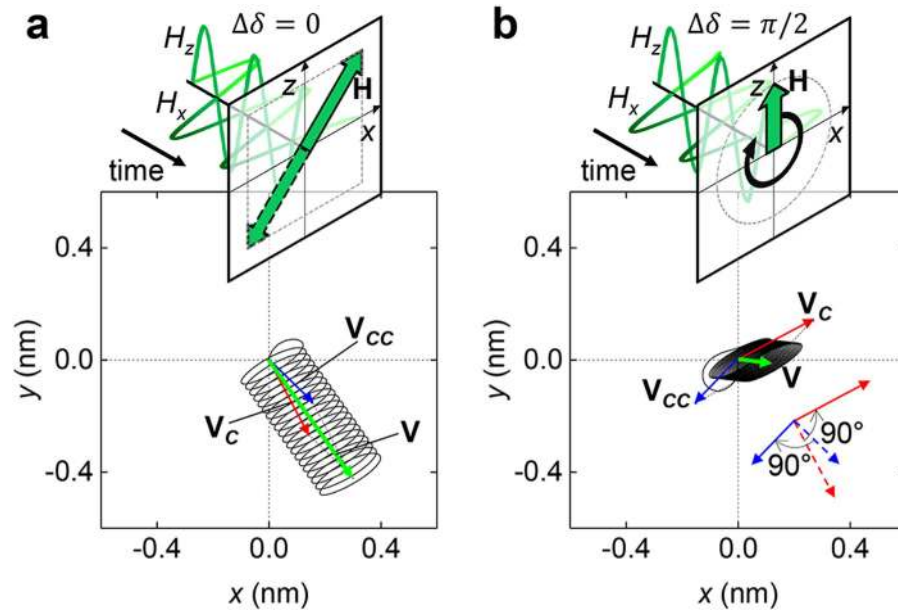 a
Δδ = 0
H_z
H_x
z
H
x
time
0.4
0.0
-0.4
y (nm)
V_CC
V_C
V
-0.4
0.0
0.4
x (nm)
b
Δδ = π/2
H_z
H_x
z
H
x
time
0.4
0.0
-0.4
y (nm)
V_C
V_CC
V
90°
90°
-0.4
0.0
0.4
x (nm)